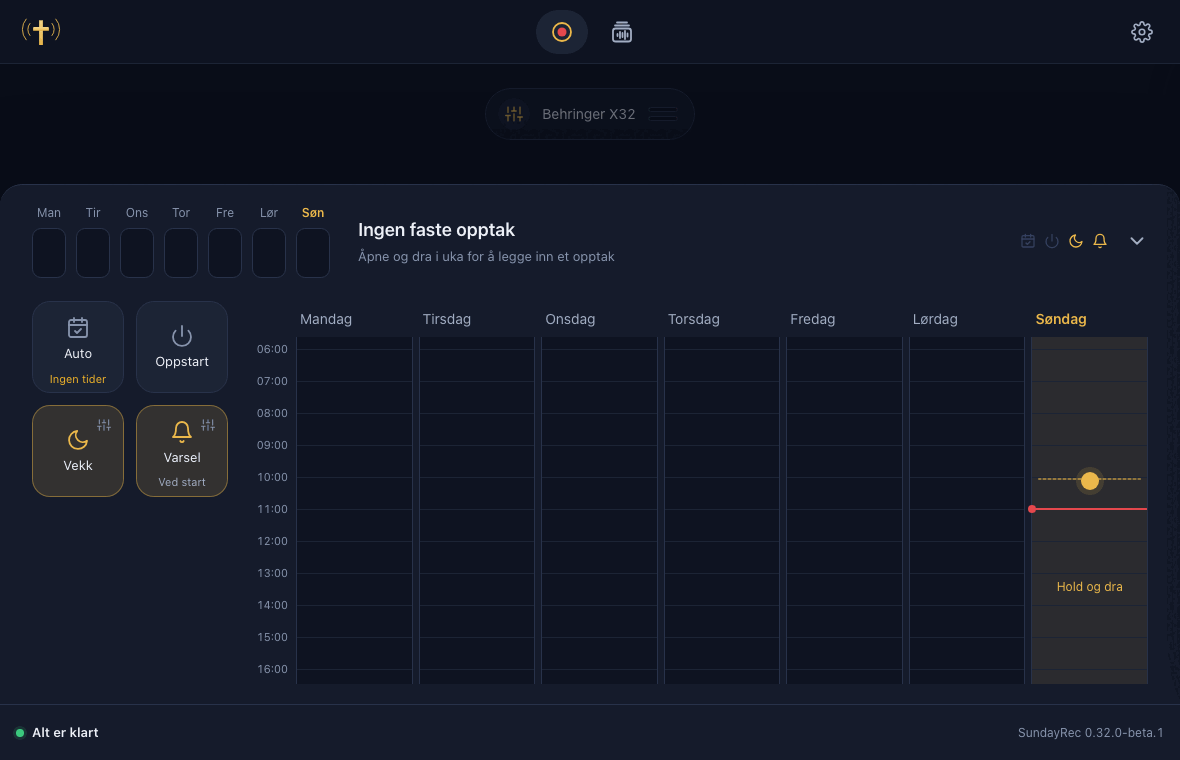 Behringer X32
Man Tir Ons Tor Fre Lør Søn
Ingen faste opptak
Åpne og dra i uka for å legge inn et opptak
Auto
Ingen tider
Oppstart
Vekk
Varsel
Ved start
Mandag Tirsdag Onsdag Torsdag Fredag Lørdag Søndag
06:00
07:00
08:00
09:00
10:00
11:00
12:00
13:00
Hold og dra
14:00
15:00
16:00
Alt er klart
SundayRec 0.32.0-beta.1